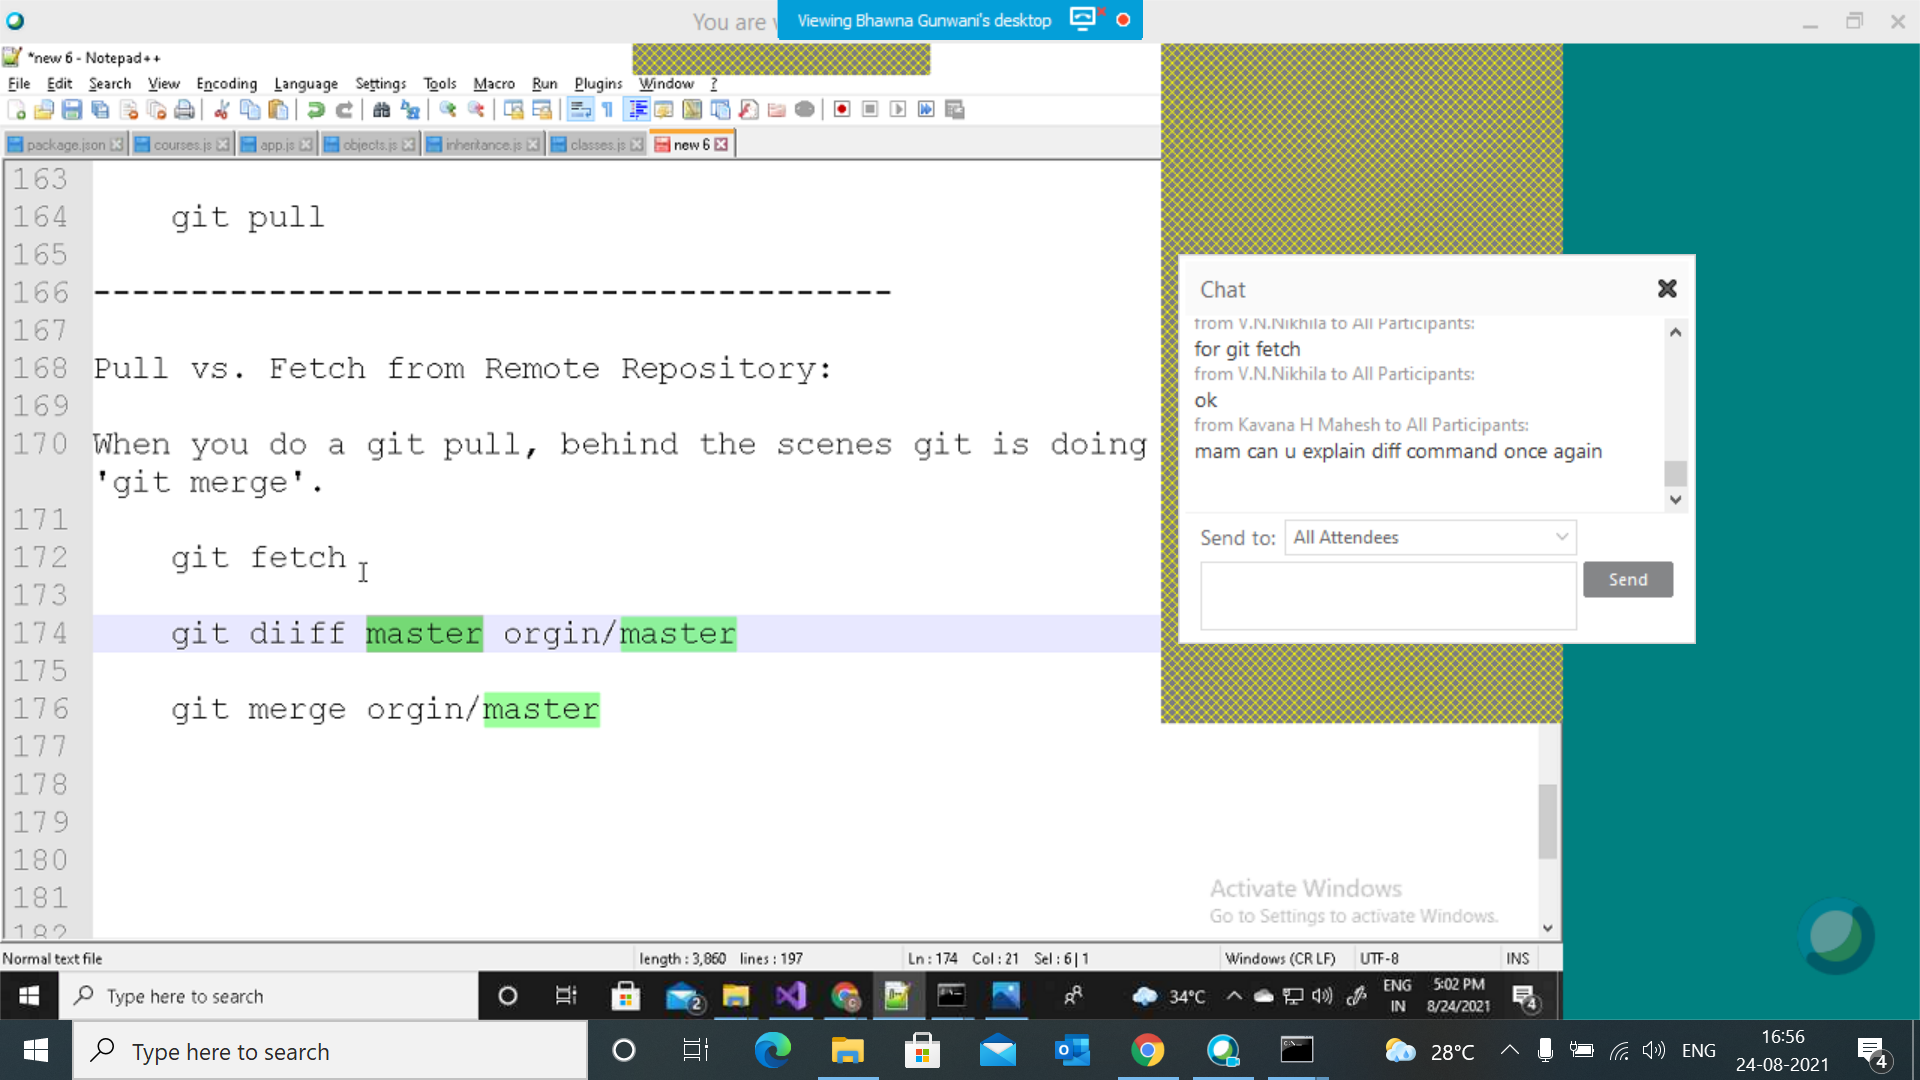 You are v
Viewing Bhawna Gunwani's desktop
*new 6 - Notepad++
File Edit Search View Encoding Language Settings Tools Macro Run Plugins Window ?
package.json courses.js app.js objects.js inheritance.js classes.js new 6
163
164 git pull
165
166 -----------------------------------------
167
168 Pull vs. Fetch from Remote Repository:
169
170 When you do a git pull, behind the scenes git is doing
'git merge'.
171
172 git fetch
173
174 git diiff master orgin/master
175
176 git merge orgin/master
177
178
179
180
181
182
Chat
from V.N.Nikhila to All Participants:
for git fetch
from V.N.Nikhila to All Participants:
ok
from Kavana H Mahesh to All Participants:
mam can u explain diff command once again
Send to: All Attendees
Send
Activate Windows
Go to Settings to activate Windows.
Normal text file length : 3,860 lines : 197 Ln : 174 Col : 21 Sel : 6 | 1 Windows (CR LF) UTF-8 INS
Type here to search 2 34°C ENG IN 5:02 PM 8/24/2021 4
Type here to search 28°C ENG 16:56 24-08-2021 4